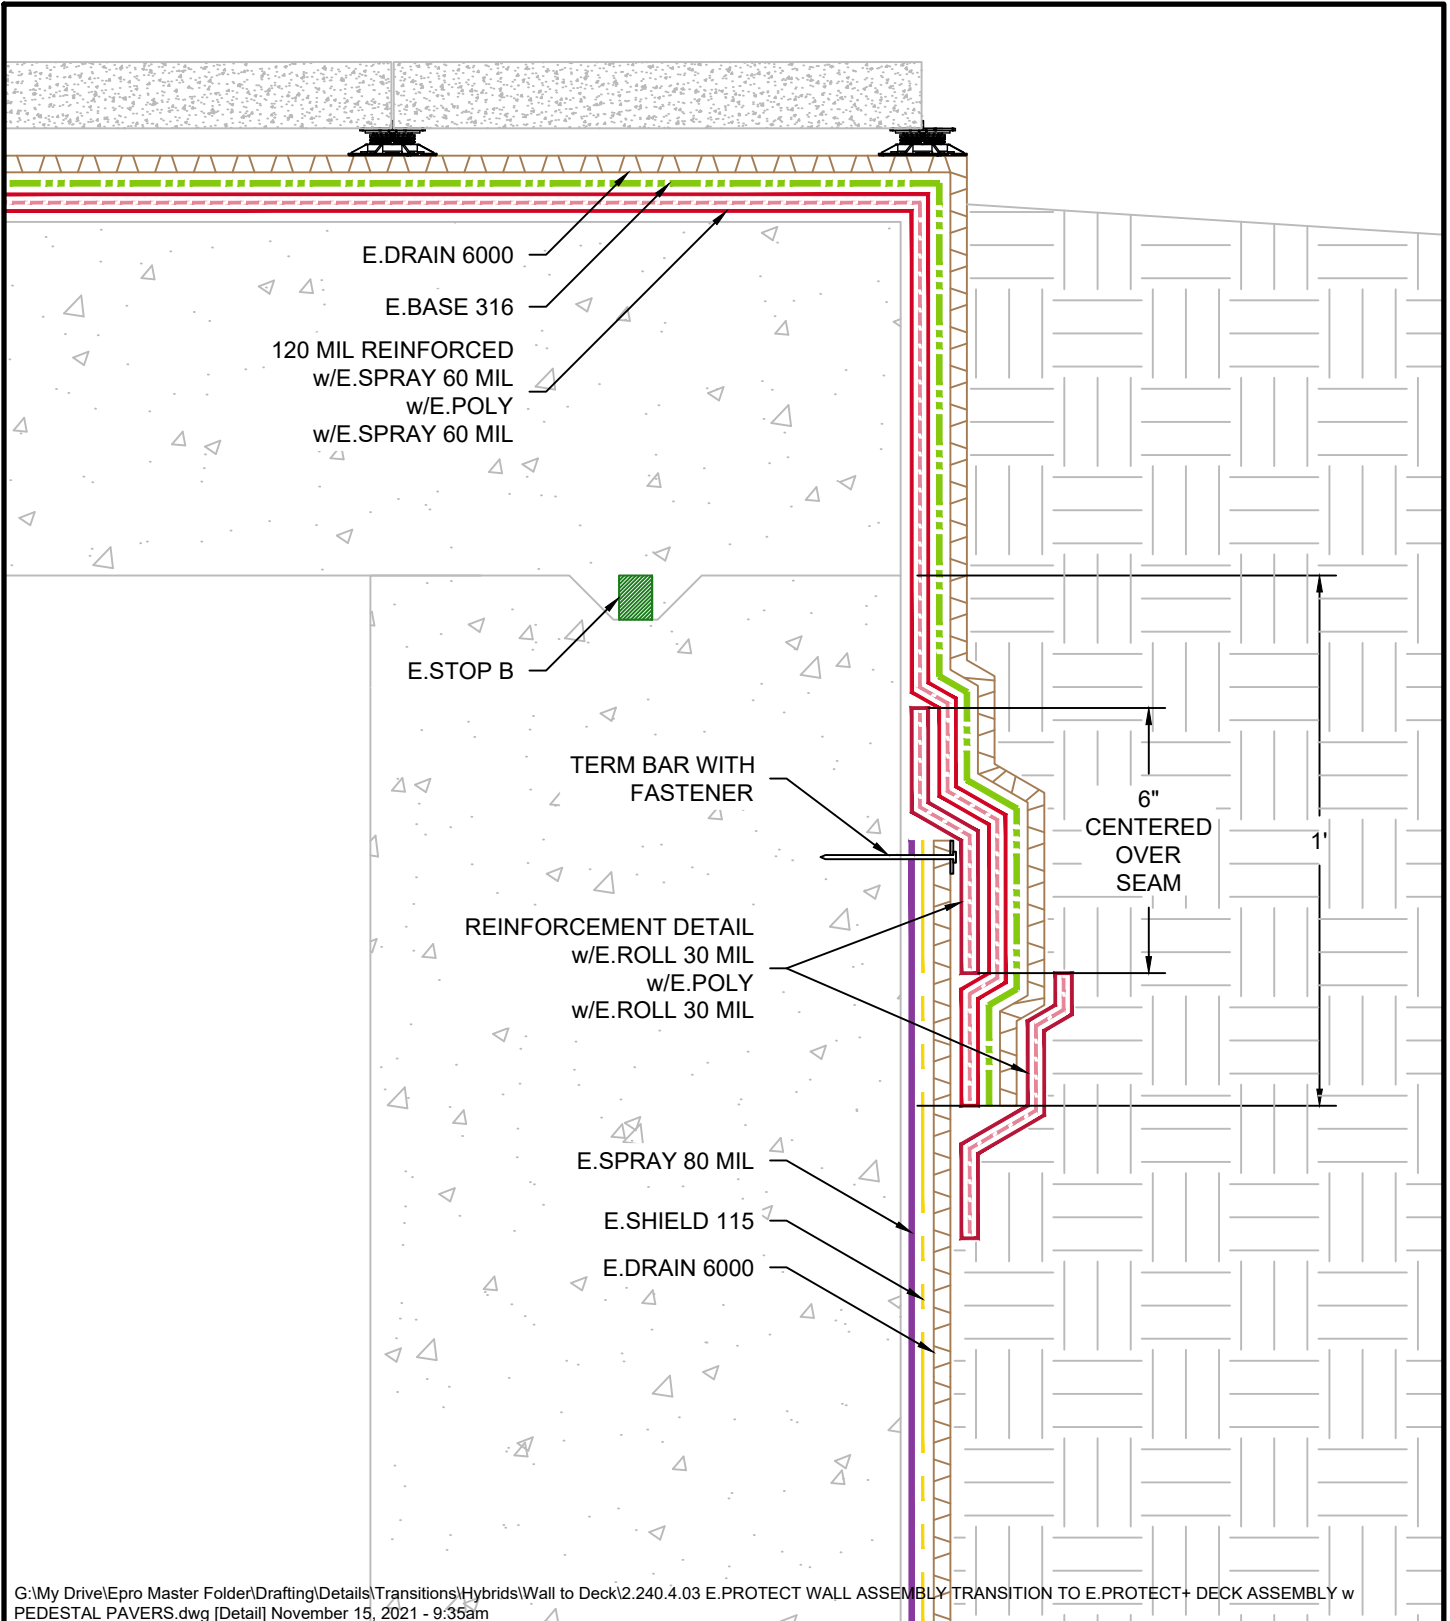 E.DRAIN 6000
E.BASE 316
120 MIL REINFORCED
w/E.SPRAY 60 MIL
w/E.POLY
w/E.SPRAY 60 MIL
E.STOP B
TERM BAR WITH
FASTENER
6"
CENTERED
OVER
SEAM
1'
REINFORCEMENT DETAIL
w/E.ROLL 30 MIL
w/E.POLY
w/E.ROLL 30 MIL
E.SPRAY 80 MIL
E.SHIELD 115
E.DRAIN 6000
G:\My Drive\Epro Master Folder\Drafting\Details\Transitions\Hybrids\Wall to Deck\2.240.4.03 E.PROTECT WALL ASSEMBLY TRANSITION TO E.PROTECT+ DECK ASSEMBLY w
PEDESTAL PAVERS.dwg [Detail] November 15, 2021 - 9:35am